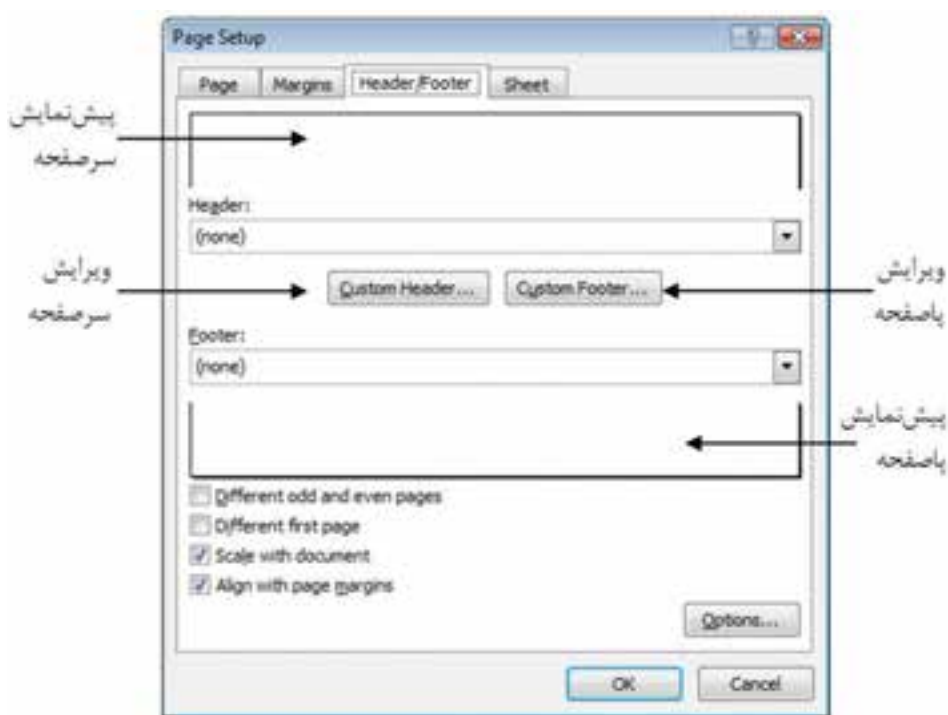 Page Setup
Page Margins Header/Footer Sheet
پیش‌نمایش
سرصفحه
Header:
(none)
ویرایش
سرصفحه
Custom Header... Custom Footer...
ویرایش
پاصفحه
Footer:
(none)
پیش‌نمایش
پاصفحه
Different odd and even pages
Different first page
Scale with document
Align with page margins
Options...
OK Cancel